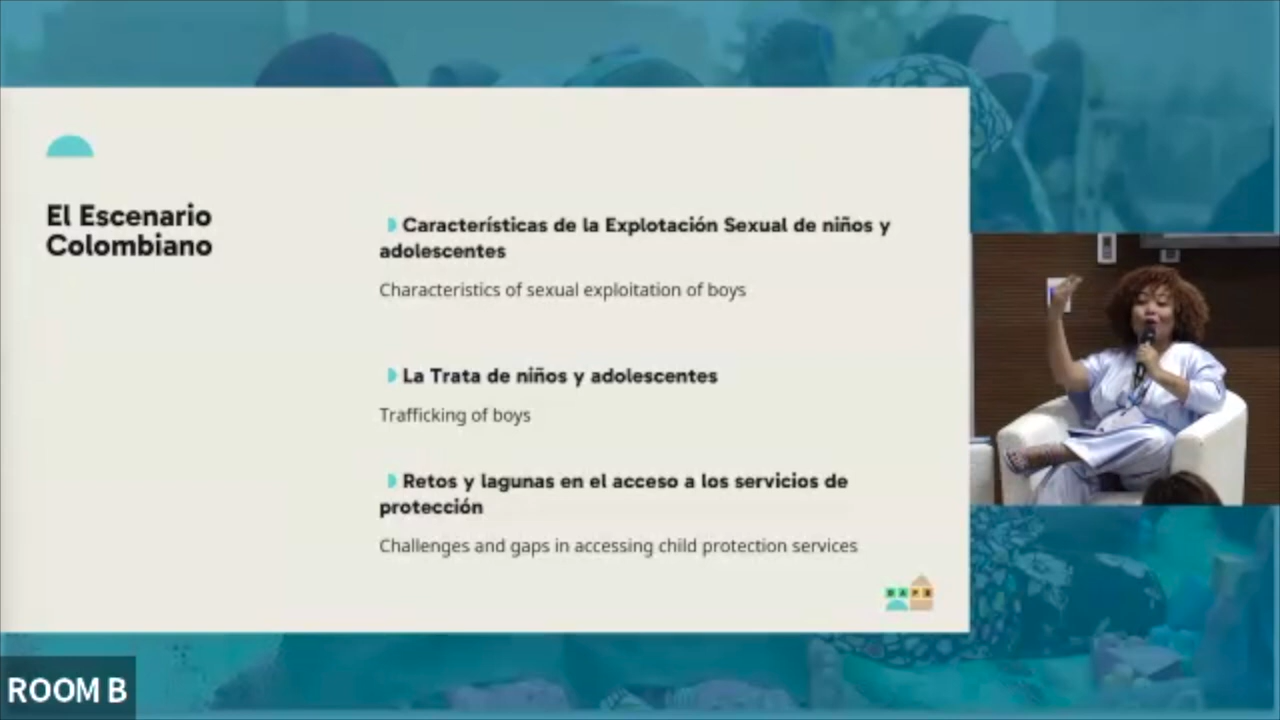 El Escenario
Colombiano
Características de la Explotación Sexual de niños y
adolescentes
Characteristics of sexual exploitation of boys
La Trata de niños y adolescentes
Trafficking of boys
Retos y lagunas en el acceso a los servicios de
protección
Challenges and gaps in accessing child protection services
ROOM B